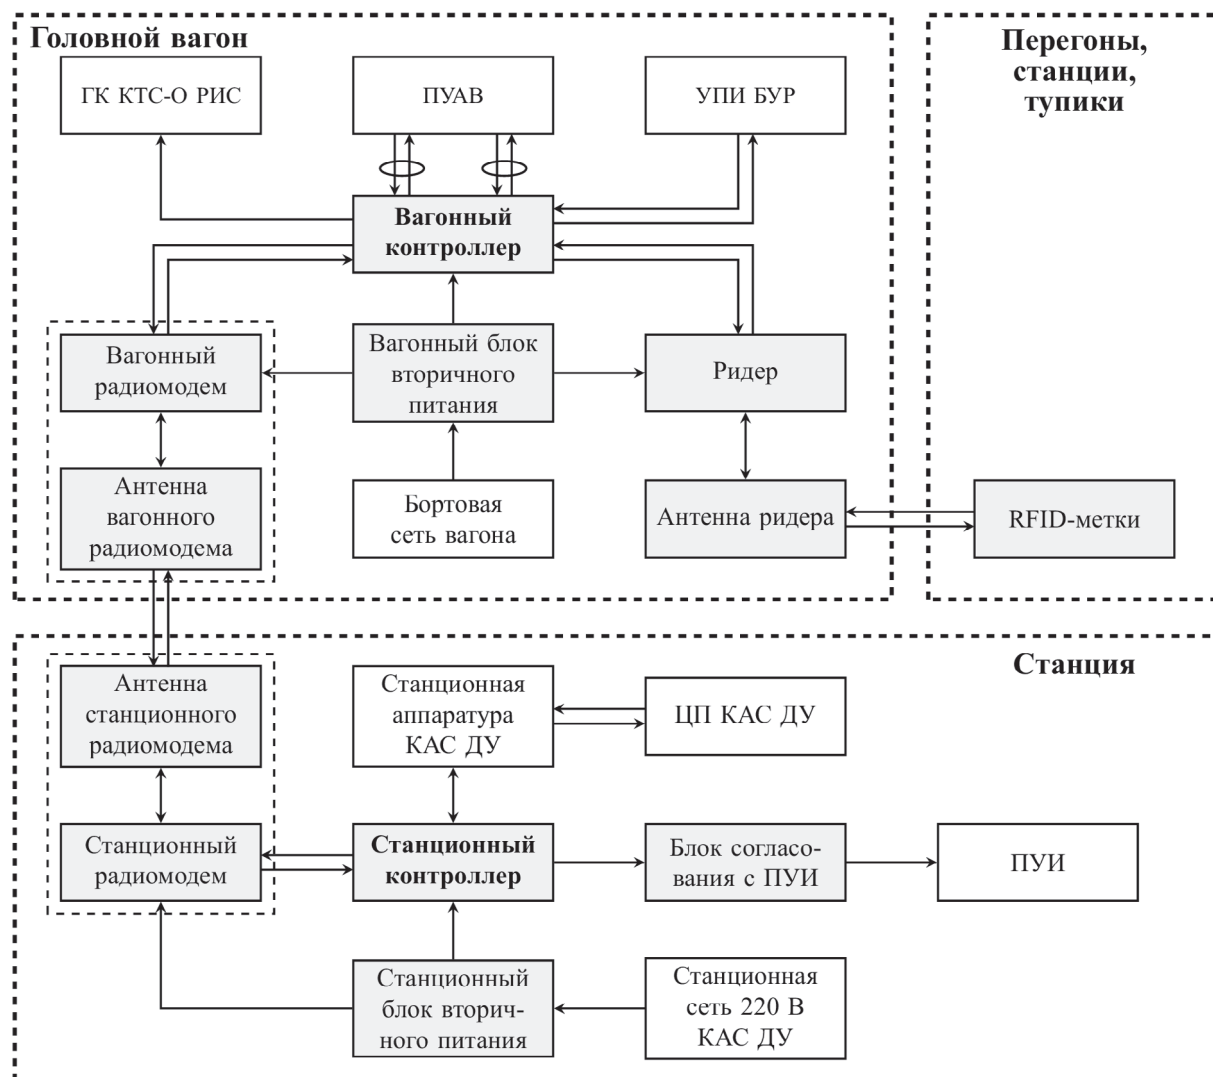 Головной вагон
Перегоны,
станции,
тупики
ГК КТС-О РИС
ПУАВ
УПИ БУР
Вагонный
контроллер
Вагонный
радиомодем
Вагонный блок
вторичного
питания
Ридер
Антенна
вагонного
радиомодема
Бортовая
сеть вагона
Антенна ридера
RFID-метки
Станция
Антенна
станционного
радиомодема
Станционная
аппаратура
КАС ДУ
ЦП КАС ДУ
Станционный
радиомодем
Станционный
контроллер
Блок согласо-
вания с ПУИ
ПУИ
Станционный
блок вторич-
ного питания
Станционная
сеть 220 В
КАС ДУ